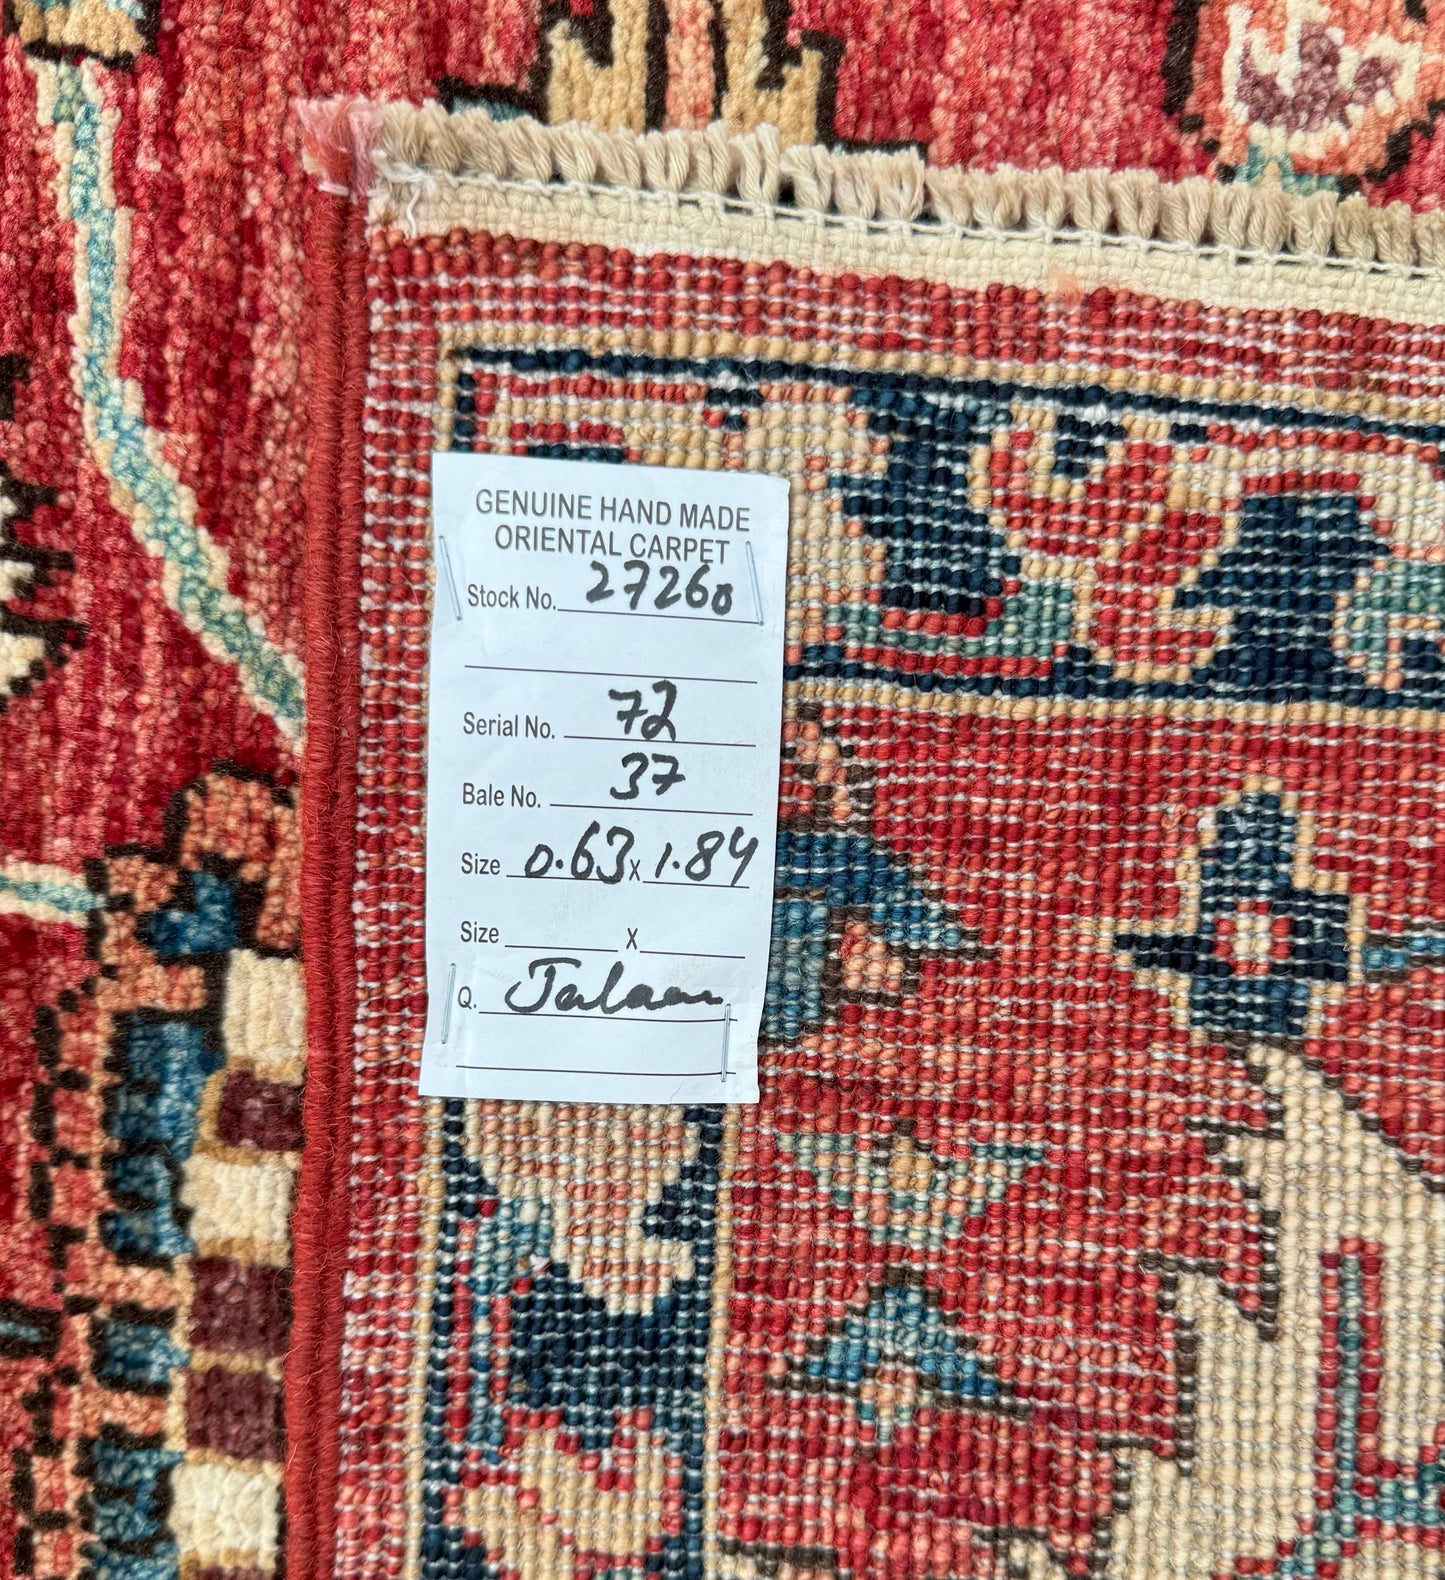 GENUINE HAND MADE
ORIENTAL CARPET
Stock No. 27260
Serial No. 72
Bale No. 37
Size 0.63 x 1.84
Size x
Q.